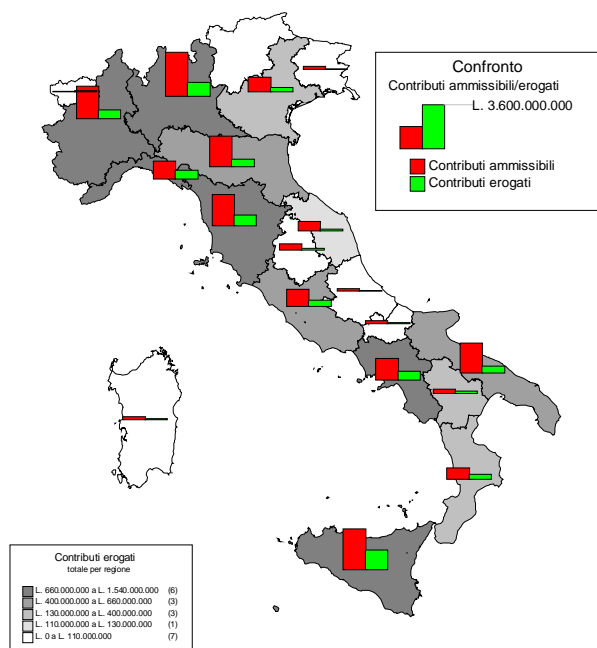 Confronto
Contributi ammissibili/erogati
L. 3.600.000.000
Contributi ammissibili
Contributi erogati
Contributi erogati
totale per regione
L. 660.000.000 a L. 1.540.000.000 (6)
L. 400.000.000 a L. 660.000.000 (3)
L. 130.000.000 a L. 400.000.000 (3)
L. 110.000.000 a L. 130.000.000 (1)
L. 0 a L. 110.000.000 (7)